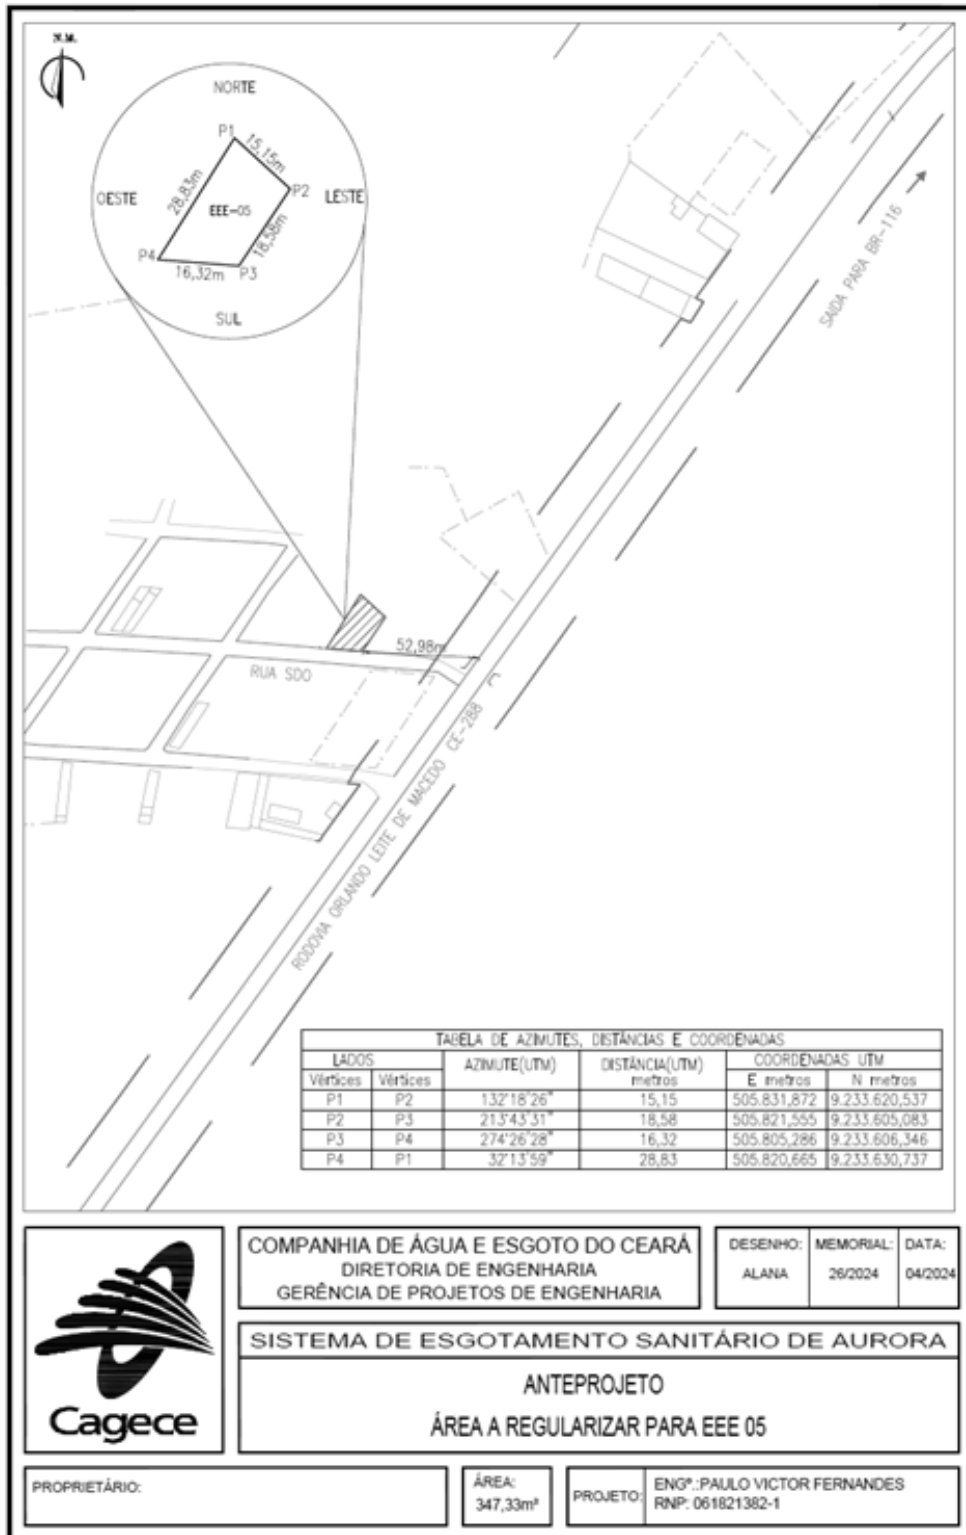 N.M.
NORTE
P1
15,15m
28,83m
P2
OESTE
LESTE
EEE-05
18,58m
P4
16,32m
P3
SUL
SAIDA PARA BR-116
52,98m
RUA SDO
RODOVIA ORLANDO LEITE DE MACEDO CE-288
TABELA DE AZIMUTES, DISTÂNCIAS E COORDENADAS
LADOS AZIMUTE(UTM) DISTÂNCIA(UTM) metros COORDENADAS UTM
Vértices Vértices E metros N metros
P1 P2 132°18'26" 15,15 505.831,872 9.233.620,537
P2 P3 213°43'31" 18,58 505.821,555 9.233.605,083
P3 P4 274°26'28" 16,32 505.805,286 9.233.606,346
P4 P1 32°13'59" 28,83 505.820,665 9.233.630,737
Cagece
COMPANHIA DE ÁGUA E ESGOTO DO CEARÁ
DIRETORIA DE ENGENHARIA
GERÊNCIA DE PROJETOS DE ENGENHARIA
DESENHO: MEMORIAL: DATA:
ALANA 26/2024 04/2024
SISTEMA DE ESGOTAMENTO SANITÁRIO DE AURORA
ANTEPROJETO
ÁREA A REGULARIZAR PARA EEE 05
PROPRIETÁRIO:
ÁREA:
347,33m²
PROJETO:
ENGº.:PAULO VICTOR FERNANDES
RNP: 061821382-1